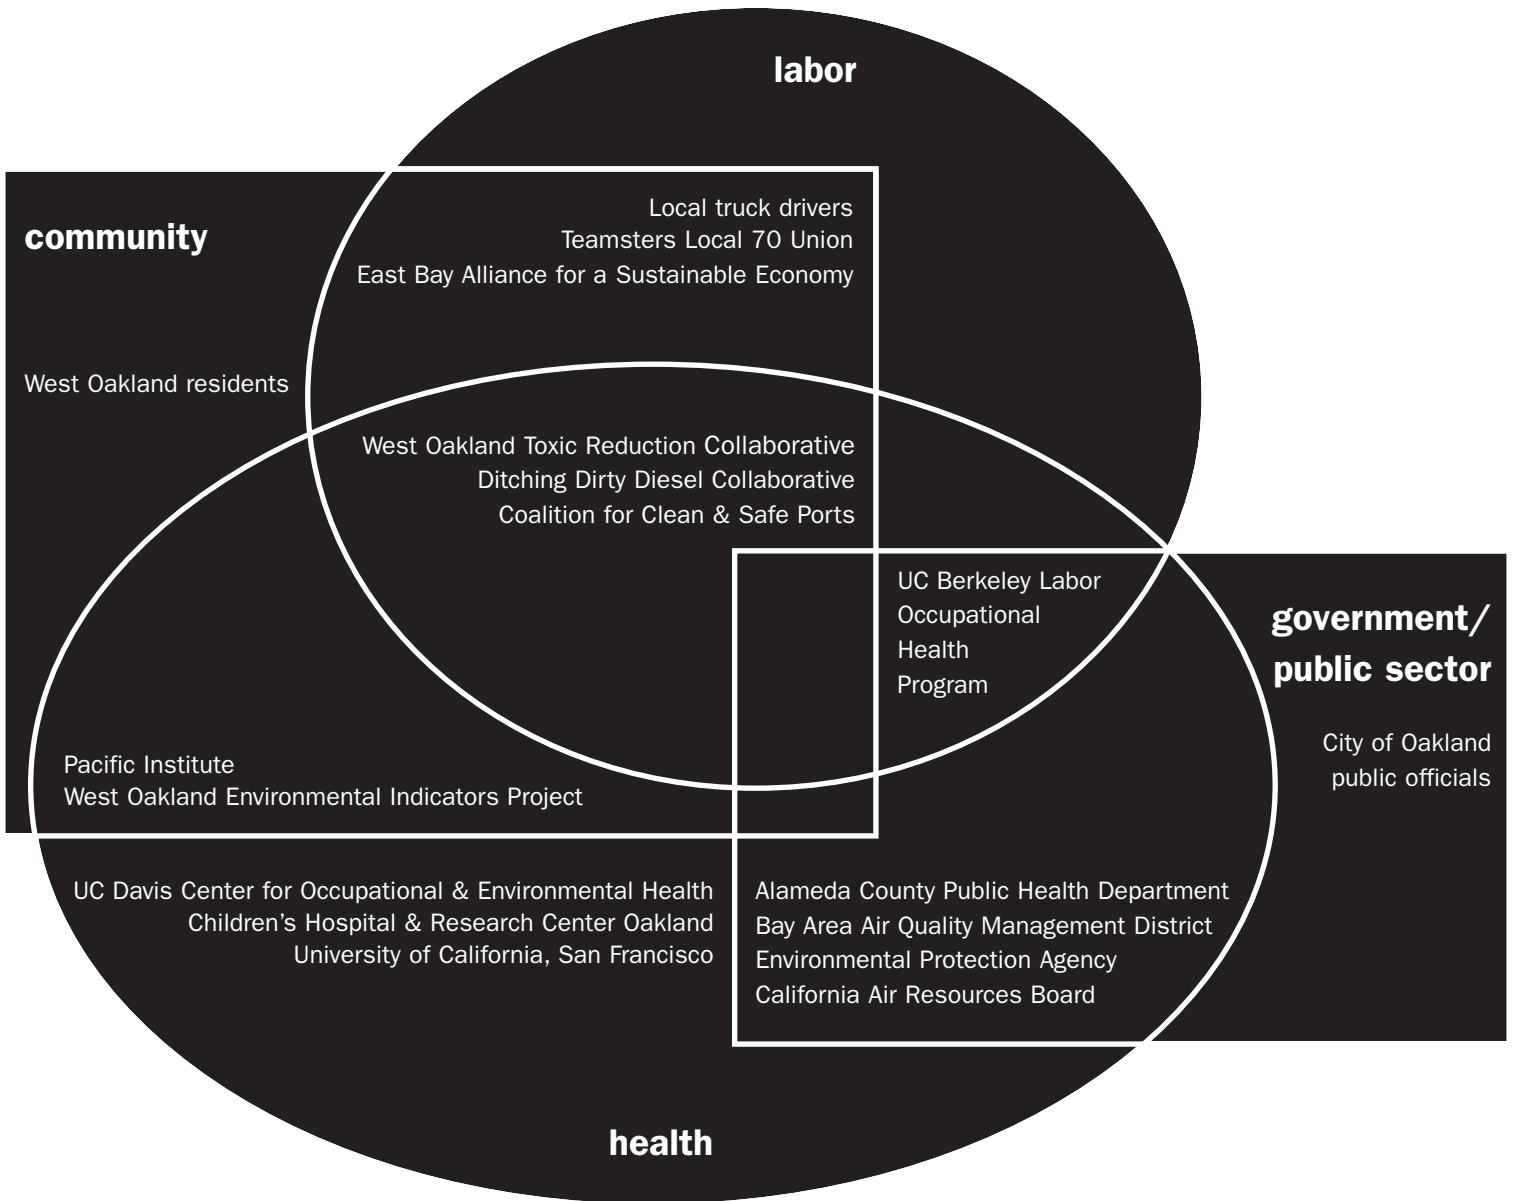 labor
community
Local truck drivers
Teamsters Local 70 Union
East Bay Alliance for a Sustainable Economy
West Oakland residents
West Oakland Toxic Reduction Collaborative
Ditching Dirty Diesel Collaborative
Coalition for Clean & Safe Ports
UC Berkeley Labor
Occupational
Health
Program
government/
public sector
City of Oakland
public officials
Pacific Institute
West Oakland Environmental Indicators Project
UC Davis Center for Occupational & Environmental Health
Children’s Hospital & Research Center Oakland
University of California, San Francisco
Alameda County Public Health Department
Bay Area Air Quality Management District
Environmental Protection Agency
California Air Resources Board
health